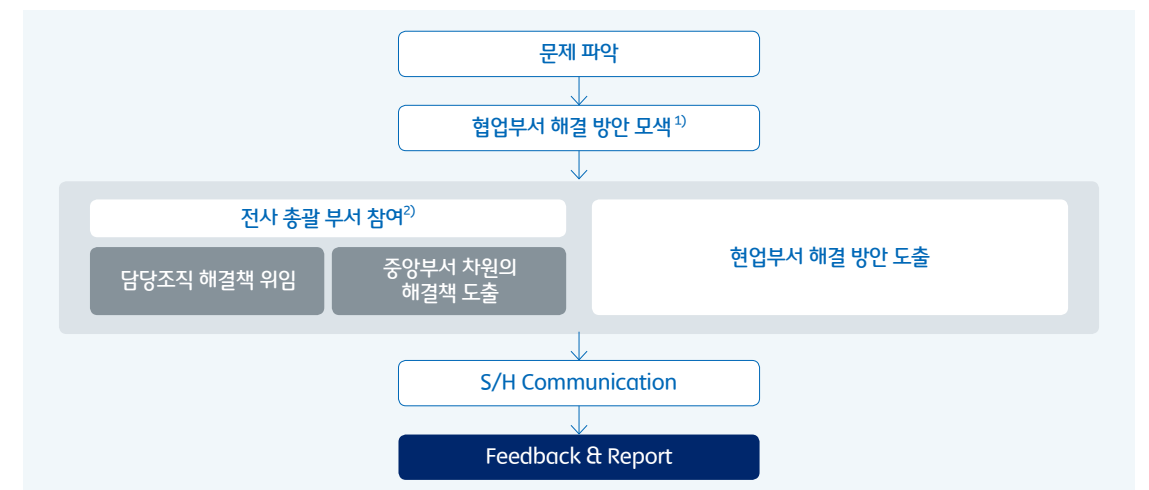 문제 파악
협업부서 해결 방안 모색 1)
전사 총괄 부서 참여2)
담당조직 해결책 위임
중앙부서 차원의
해결책 도출
현업부서 해결 방안 도출
S/H Communication
Feedback & Report